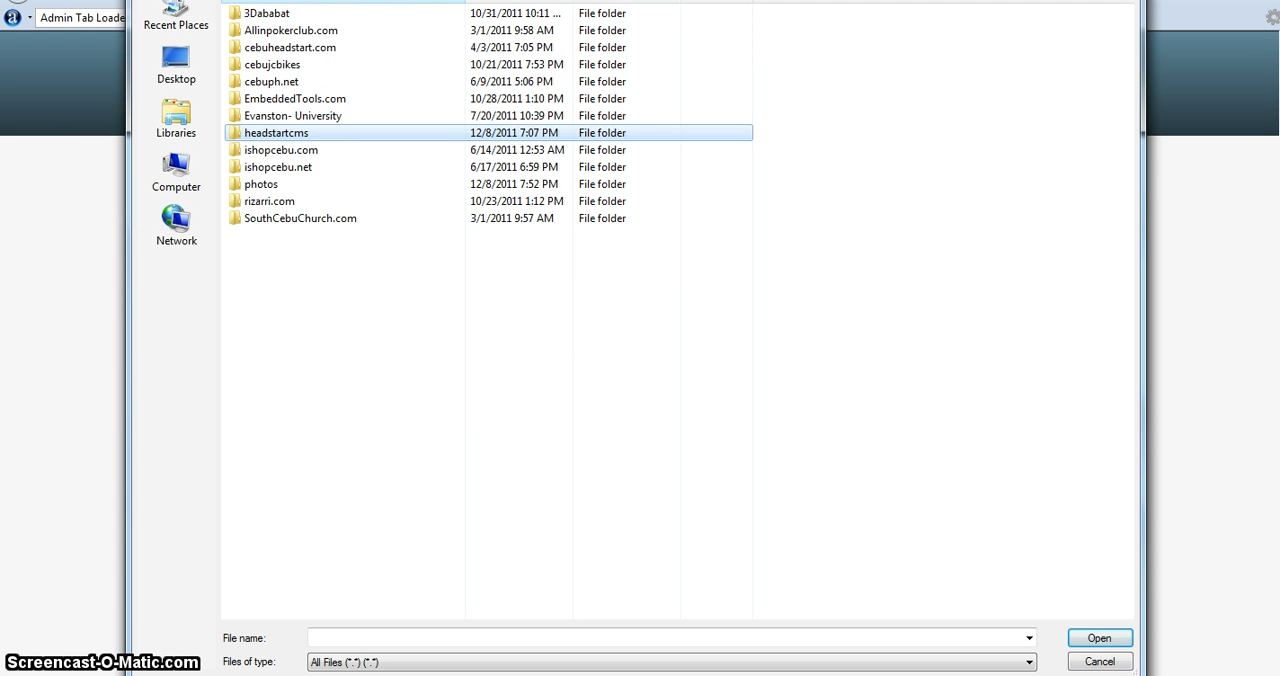 Admin Tab Loade
Recent Places
Desktop
Libraries
Computer
Network
3Dababat 10/31/2011 10:11 ... File folder
Allinpokerclub.com 3/1/2011 9:58 AM File folder
cebuheadstart.com 4/3/2011 7:05 PM File folder
cebujcbikes 10/21/2011 7:53 PM File folder
cebuph.net 6/9/2011 5:06 PM File folder
EmbeddedTools.com 10/28/2011 1:10 PM File folder
Evanston- University 7/20/2011 10:39 PM File folder
headstartcms 12/8/2011 7:07 PM File folder
ishopcebu.com 6/14/2011 12:53 AM File folder
ishopcebu.net 6/17/2011 6:59 PM File folder
photos 12/8/2011 7:52 PM File folder
rizarri.com 10/23/2011 1:12 PM File folder
SouthCebuChurch.com 3/1/2011 9:57 AM File folder
File name: Open
Files of type: All Files (*.*) (*.*) Cancel
Screencast-O-Matic.com